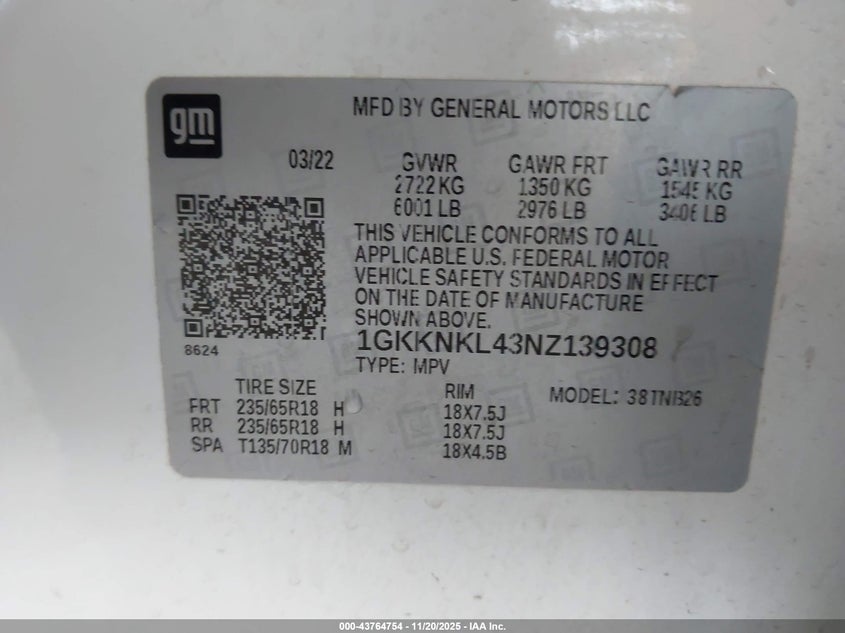 gm
MFD BY GENERAL MOTORS LLC
03/22 GVWR GAWR FRT GAWR RR
2722 KG 1350 KG 1545 KG
6001 LB 2976 LB 3406 LB
THIS VEHICLE CONFORMS TO ALL
APPLICABLE U.S. FEDERAL MOTOR
VEHICLE SAFETY STANDARDS IN EFFECT
ON THE DATE OF MANUFACTURE
SHOWN ABOVE.
8624
1GKKNKL43NZ139308
TYPE: MPV
TIRE SIZE RIM MODEL: 38TNB26
FRT 235/65R18 H 18X7.5J
RR 235/65R18 H 18X7.5J
SPA T135/70R18 M 18X4.5B
000-43764754 - 11/20/2025 - IAA Inc.